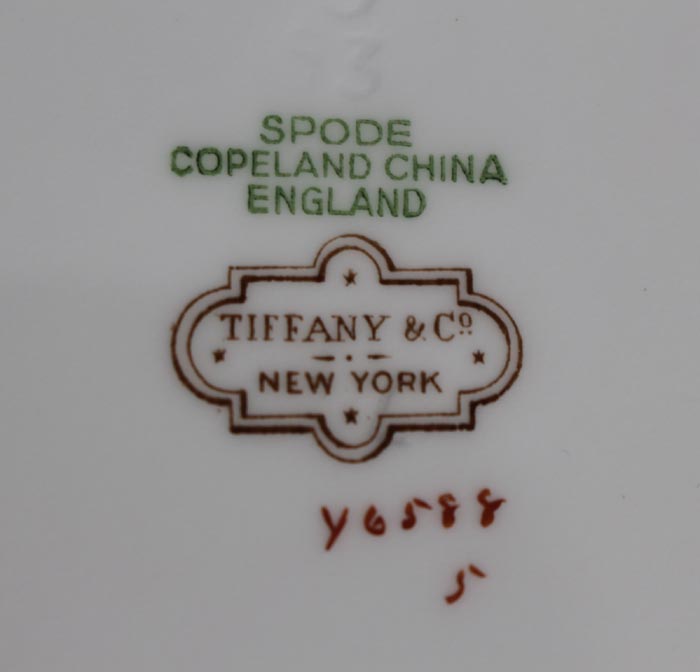 SPODE
COPELAND CHINA
ENGLAND
TIFFANY & Cº
NEW YORK
Y6588
5